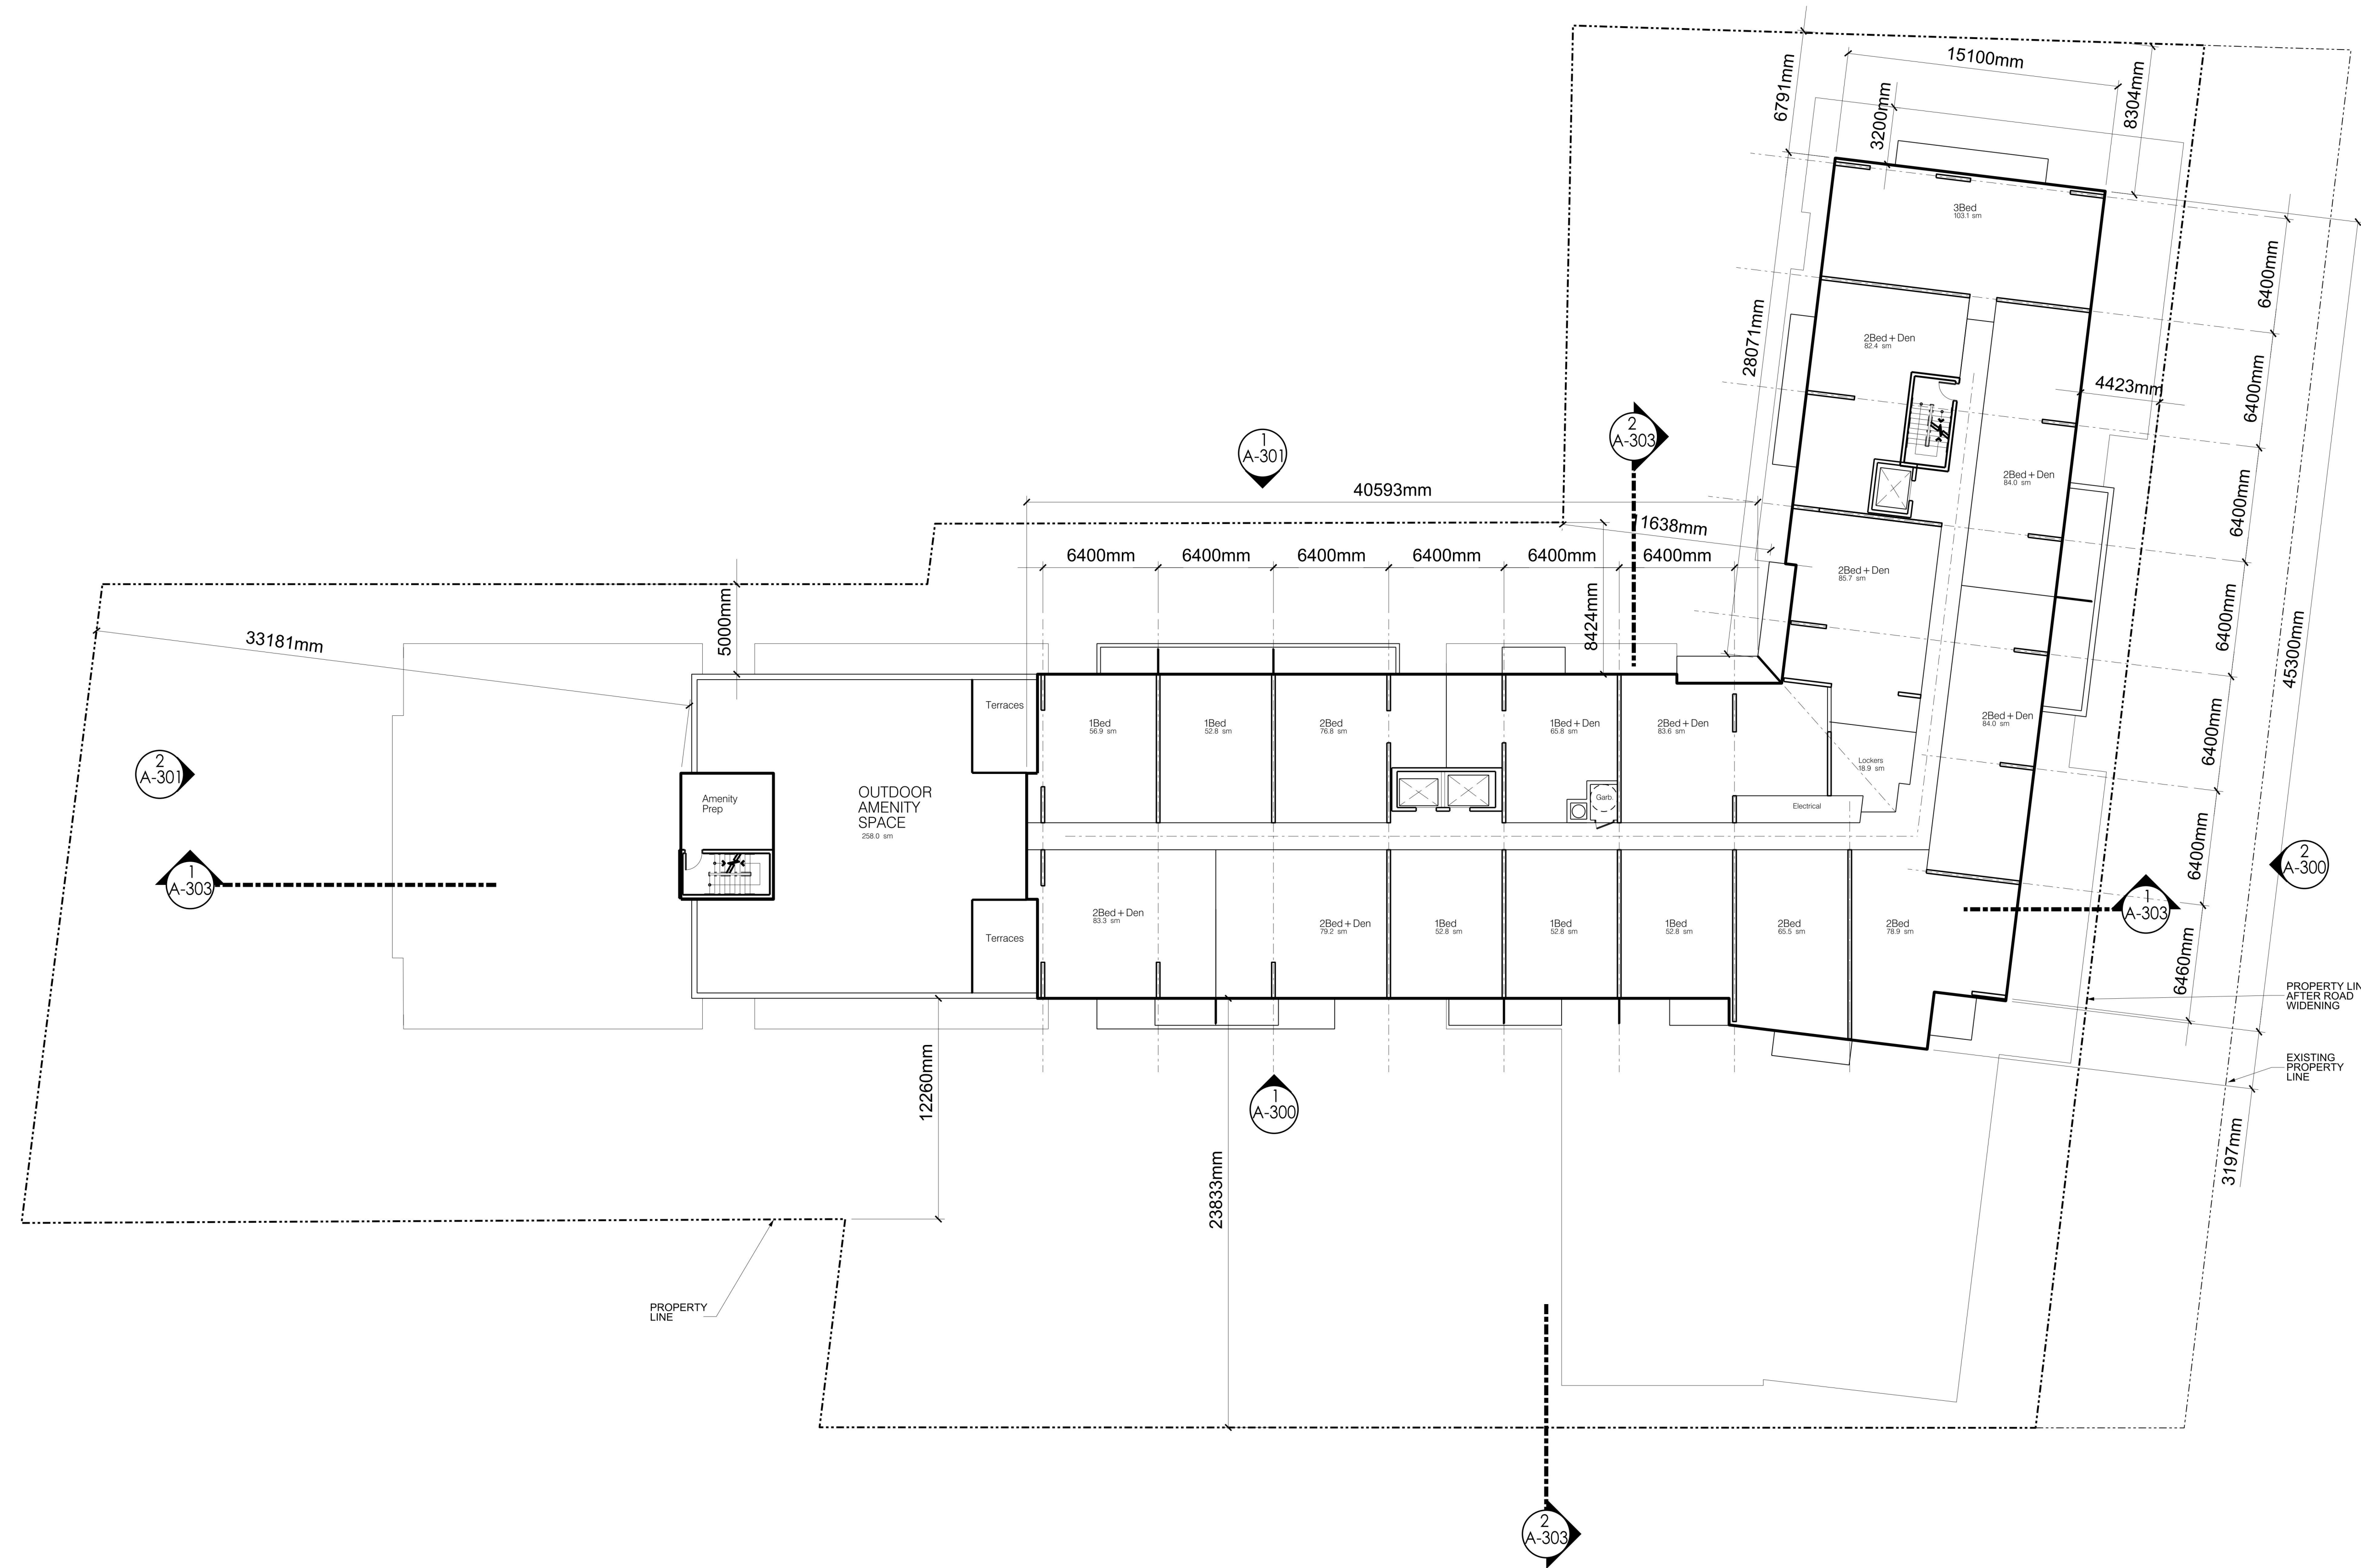 15100mm
6791mm
3200mm
8304mm
3Bed
103.1 sm
6400mm
28071mm
2Bed+Den
82.4 sm
4423mm
6400mm
2
A-303
1
A-301
2Bed+Den
84.0 sm
40593mm
6400mm
1638mm
6400mm
6400mm
6400mm
6400mm
6400mm
6400mm
2Bed+Den
85.7 sm
5000mm
8424mm
6400mm
33181mm
45300mm
Terraces
1Bed
56.9 sm
1Bed
52.8 sm
2Bed
76.8 sm
1Bed+Den
65.8 sm
2Bed+Den
83.6 sm
2Bed+Den
84.0 sm
6400mm
Lockers
18.9 sm
2
A-301
Amenity
Prep
OUTDOOR
AMENITY
SPACE
258.0 sm
Garb.
Electrical
6400mm
2
A-300
1
A-303
1
A-303
Terraces
2Bed+Den
83.3 sm
2Bed+Den
79.2 sm
1Bed
52.8 sm
1Bed
52.8 sm
1Bed
52.8 sm
2Bed
65.5 sm
2Bed
78.9 sm
6460mm
PROPERTY LIN
AFTER ROAD
WIDENING
EXISTING
PROPERTY
LINE
12260mm
1
A-300
3197mm
23833mm
PROPERTY
LINE
2
A-303